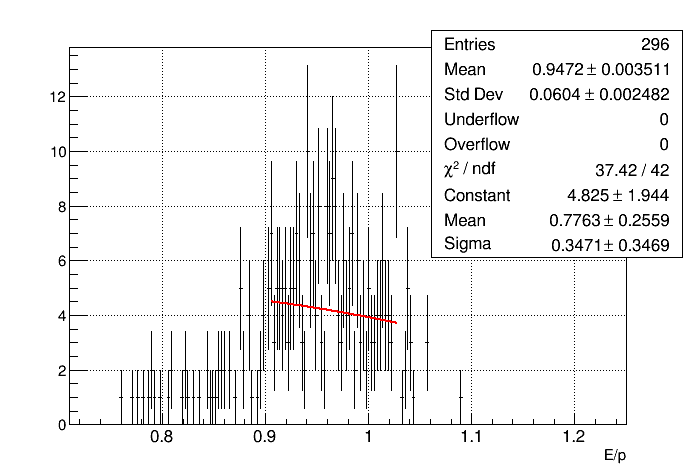 Entries 296
Mean 0.9472 ± 0.003511
Std Dev 0.0604 ± 0.002482
Underflow 0
Overflow 0
χ² / ndf 37.42 / 42
Constant 4.825 ± 1.944
Mean 0.7763 ± 0.2559
Sigma 0.3471 ± 0.3469
12
10
8
6
4
2
0
0.8 0.9 1 1.1 1.2
E/p